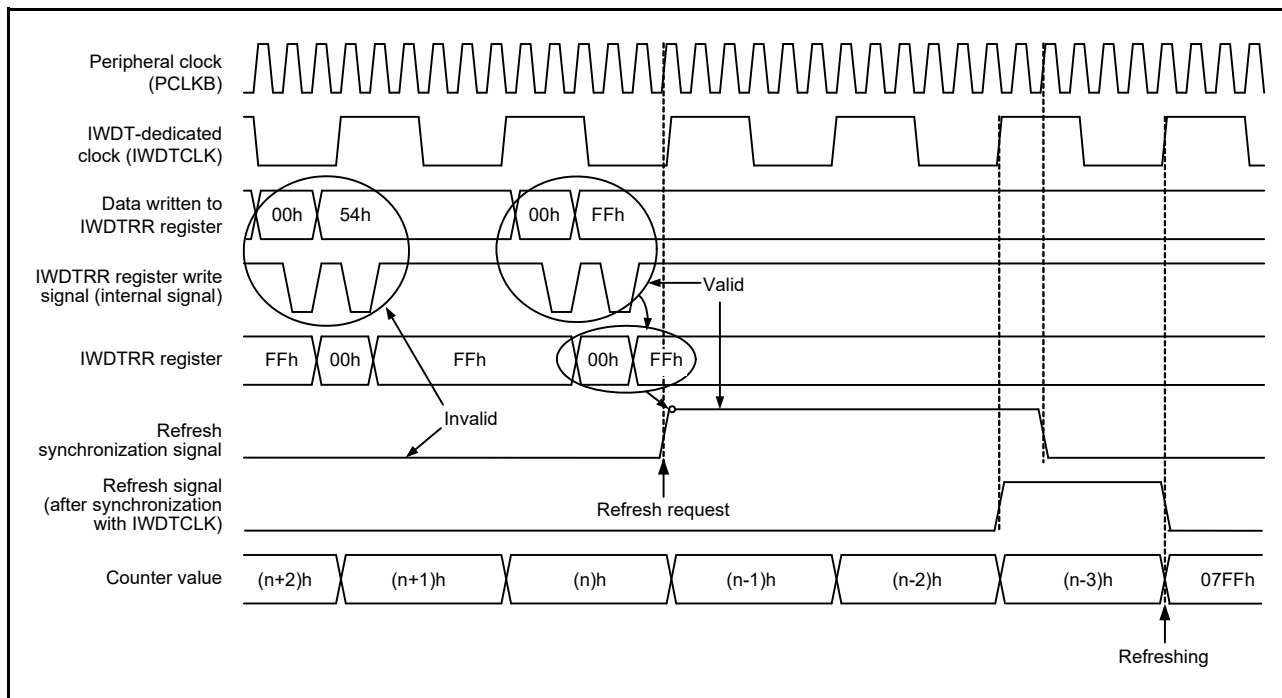 Peripheral clock
(PCLKB)
IWDT-dedicated
clock (IWDTCLK)
Data written to
IWDTRR register
00h
54h
00h
FFh
IWDTRR register write
signal (internal signal)
Valid
IWDTRR register
FFh
00h
FFh
00h
FFh
Invalid
Refresh
synchronization signal
Refresh signal
(after synchronization
with IWDTCLK)
Refresh request
Counter value
(n+2)h
(n+1)h
(n)h
(n-1)h
(n-2)h
(n-3)h
07FFh
Refreshing